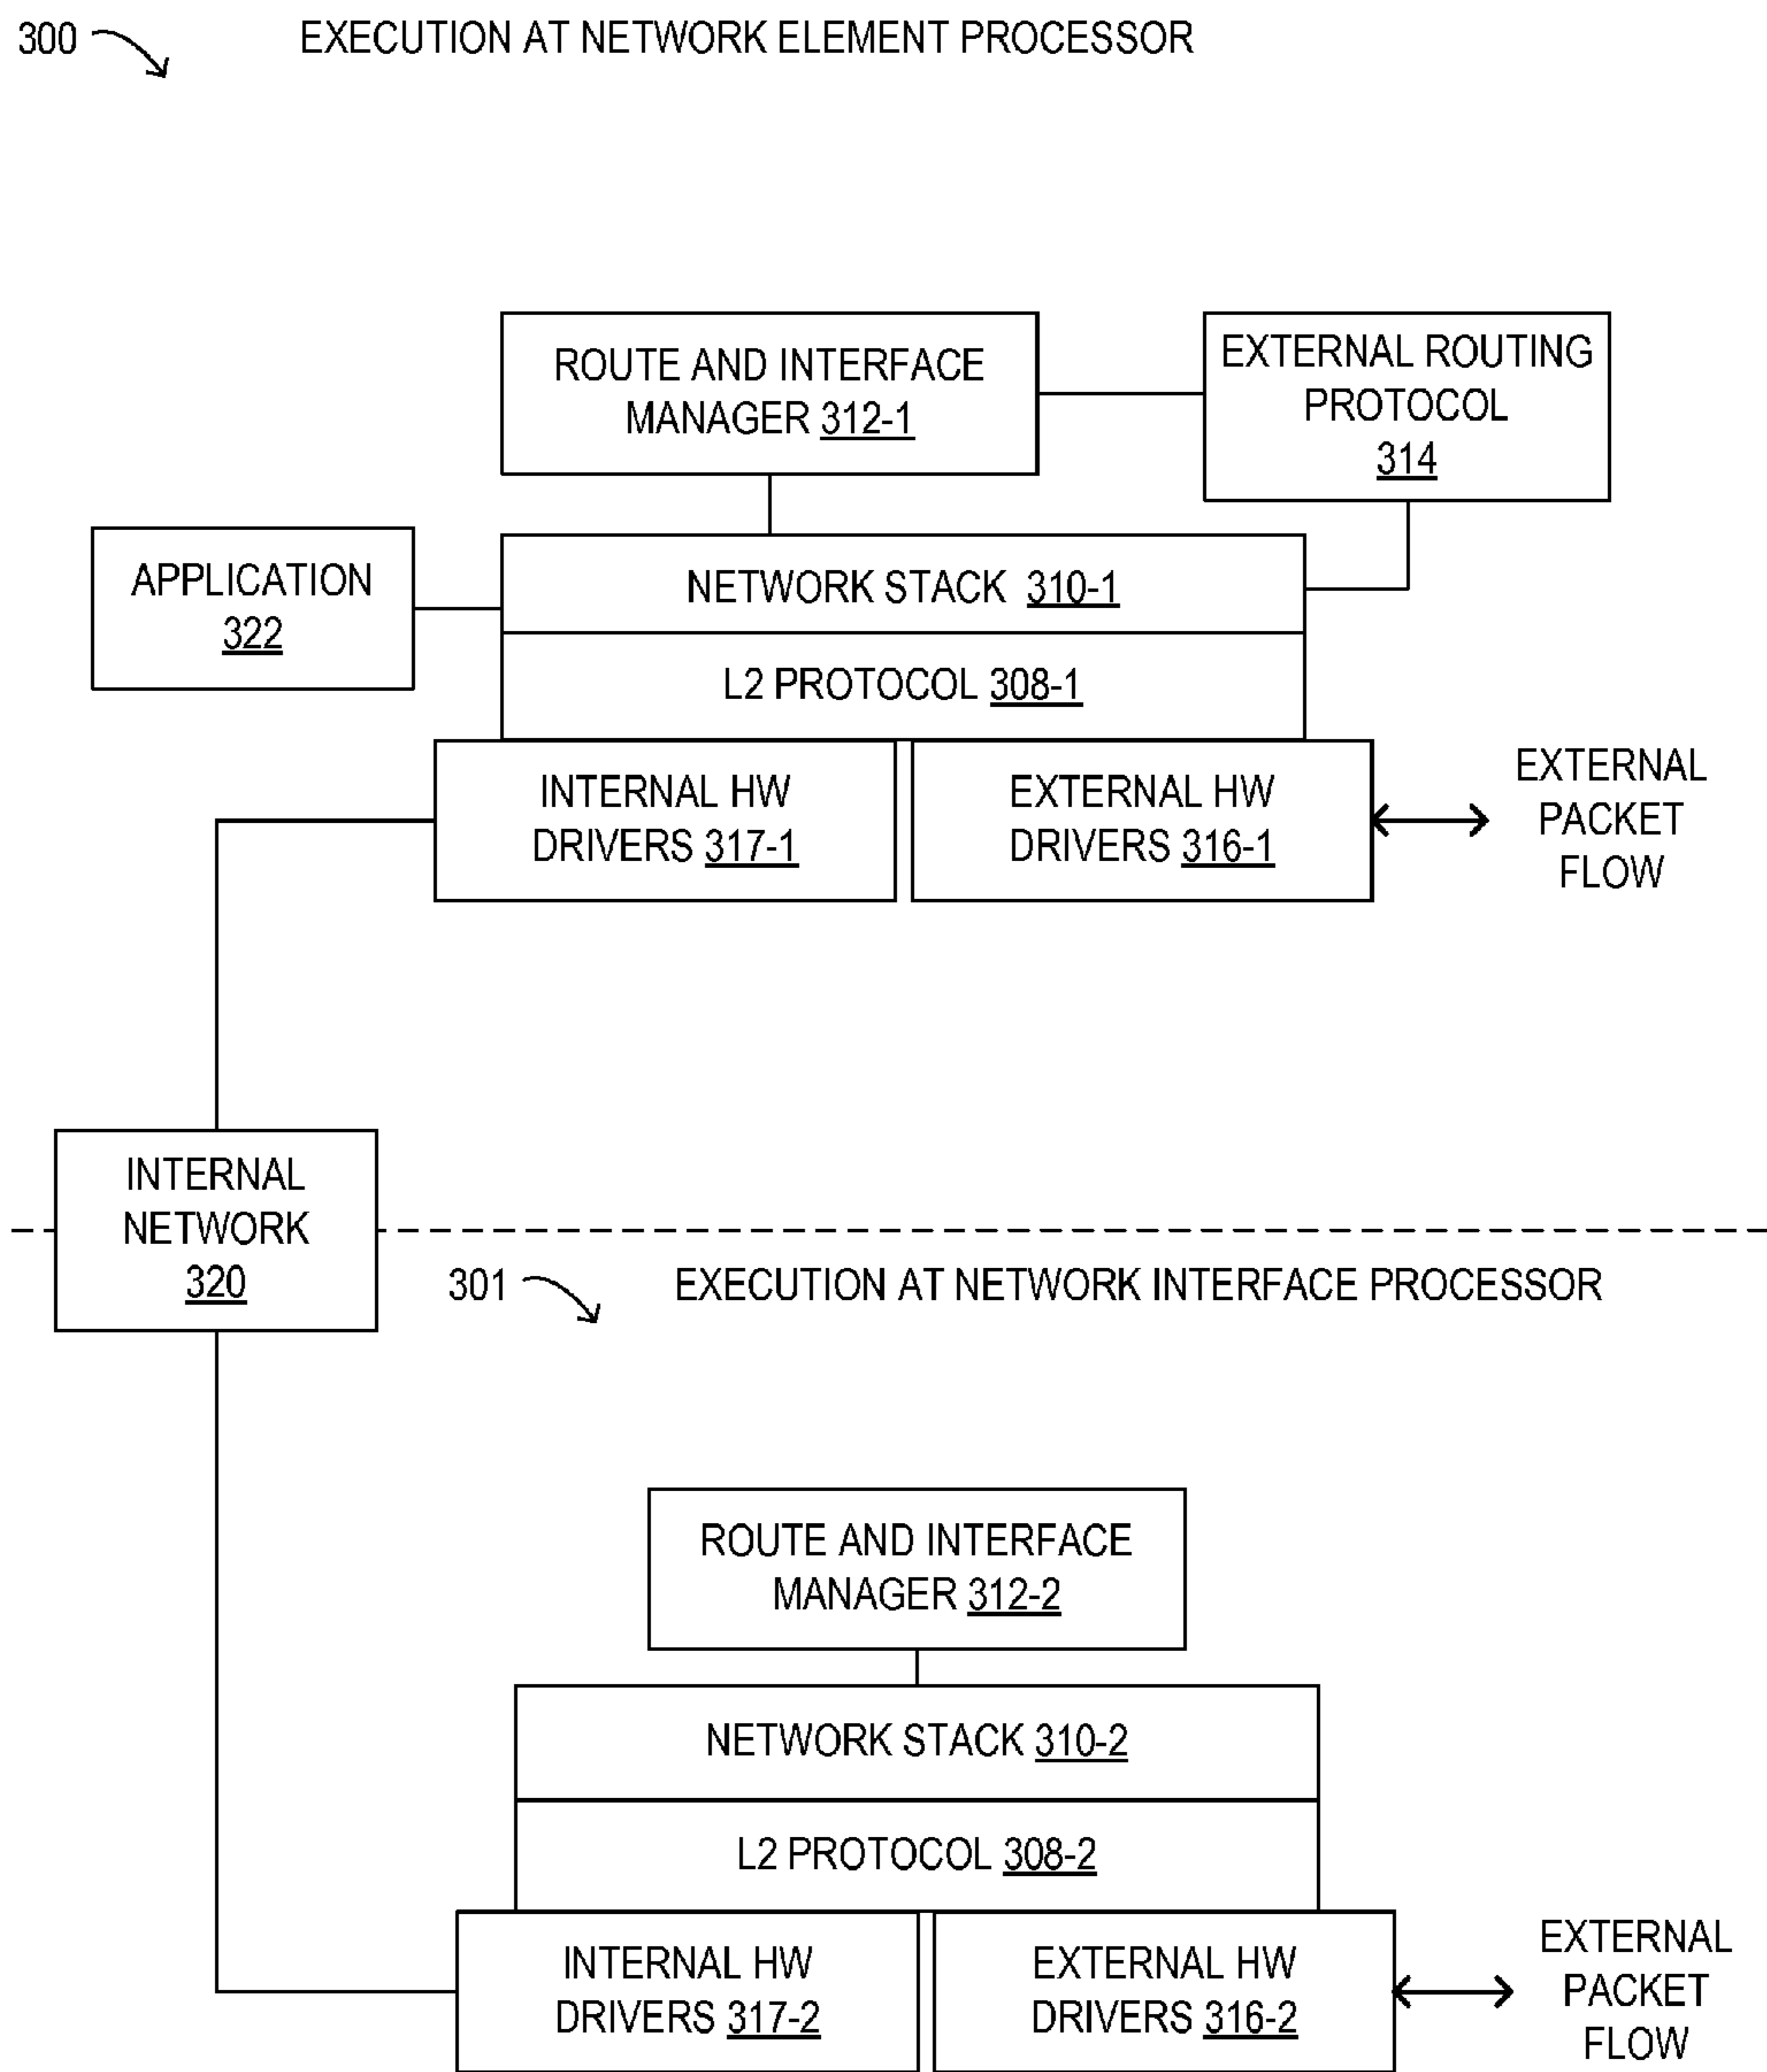 300
EXECUTION AT NETWORK ELEMENT PROCESSOR
ROUTE AND INTERFACE
MANAGER 312-1
EXTERNAL ROUTING
PROTOCOL
314
APPLICATION
322
NETWORK STACK 310-1
L2 PROTOCOL 308-1
INTERNAL HW
DRIVERS 317-1
EXTERNAL HW
DRIVERS 316-1
EXTERNAL
PACKET
FLOW
INTERNAL
NETWORK
320
301
EXECUTION AT NETWORK INTERFACE PROCESSOR
ROUTE AND INTERFACE
MANAGER 312-2
NETWORK STACK 310-2
L2 PROTOCOL 308-2
INTERNAL HW
DRIVERS 317-2
EXTERNAL HW
DRIVERS 316-2
EXTERNAL
PACKET
FLOW